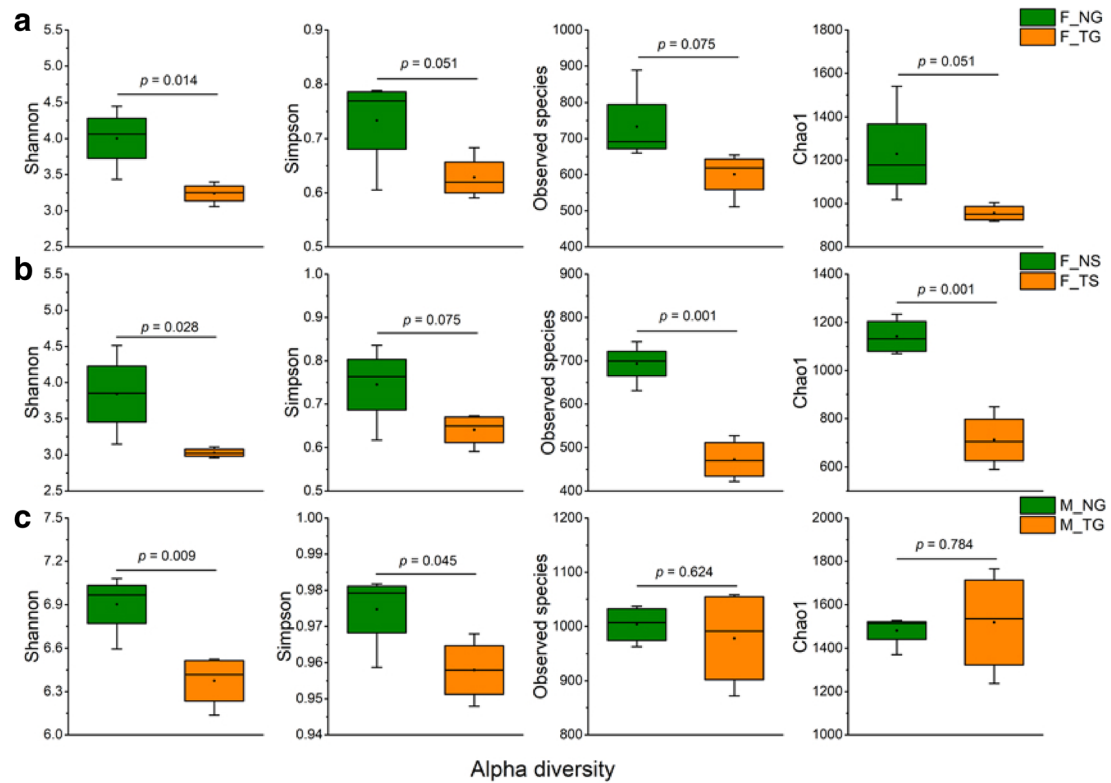 a
F_NG
F_TG
Shannon
5.5
5.0
4.5
4.0
3.5
3.0
2.5
p = 0.014
Simpson
0.9
0.8
0.7
0.6
0.5
p = 0.051
Observed species
1000
900
800
700
600
500
400
p = 0.075
Chao1
1800
1600
1400
1200
1000
800
p = 0.051
b
F_NS
F_TS
Shannon
5.5
5.0
4.5
4.0
3.5
3.0
2.5
p = 0.028
Simpson
1.0
0.9
0.8
0.7
0.6
0.5
p = 0.075
Observed species
900
800
700
600
500
400
p = 0.001
Chao1
1400
1200
1000
800
600
p = 0.001
c
M_NG
M_TG
Shannon
7.5
7.2
6.9
6.6
6.3
6.0
p = 0.009
Simpson
1.00
0.99
0.98
0.97
0.96
0.95
0.94
p = 0.045
Observed species
1200
1100
1000
900
800
p = 0.624
Chao1
2000
1800
1600
1400
1200
1000
p = 0.784
Alpha diversity